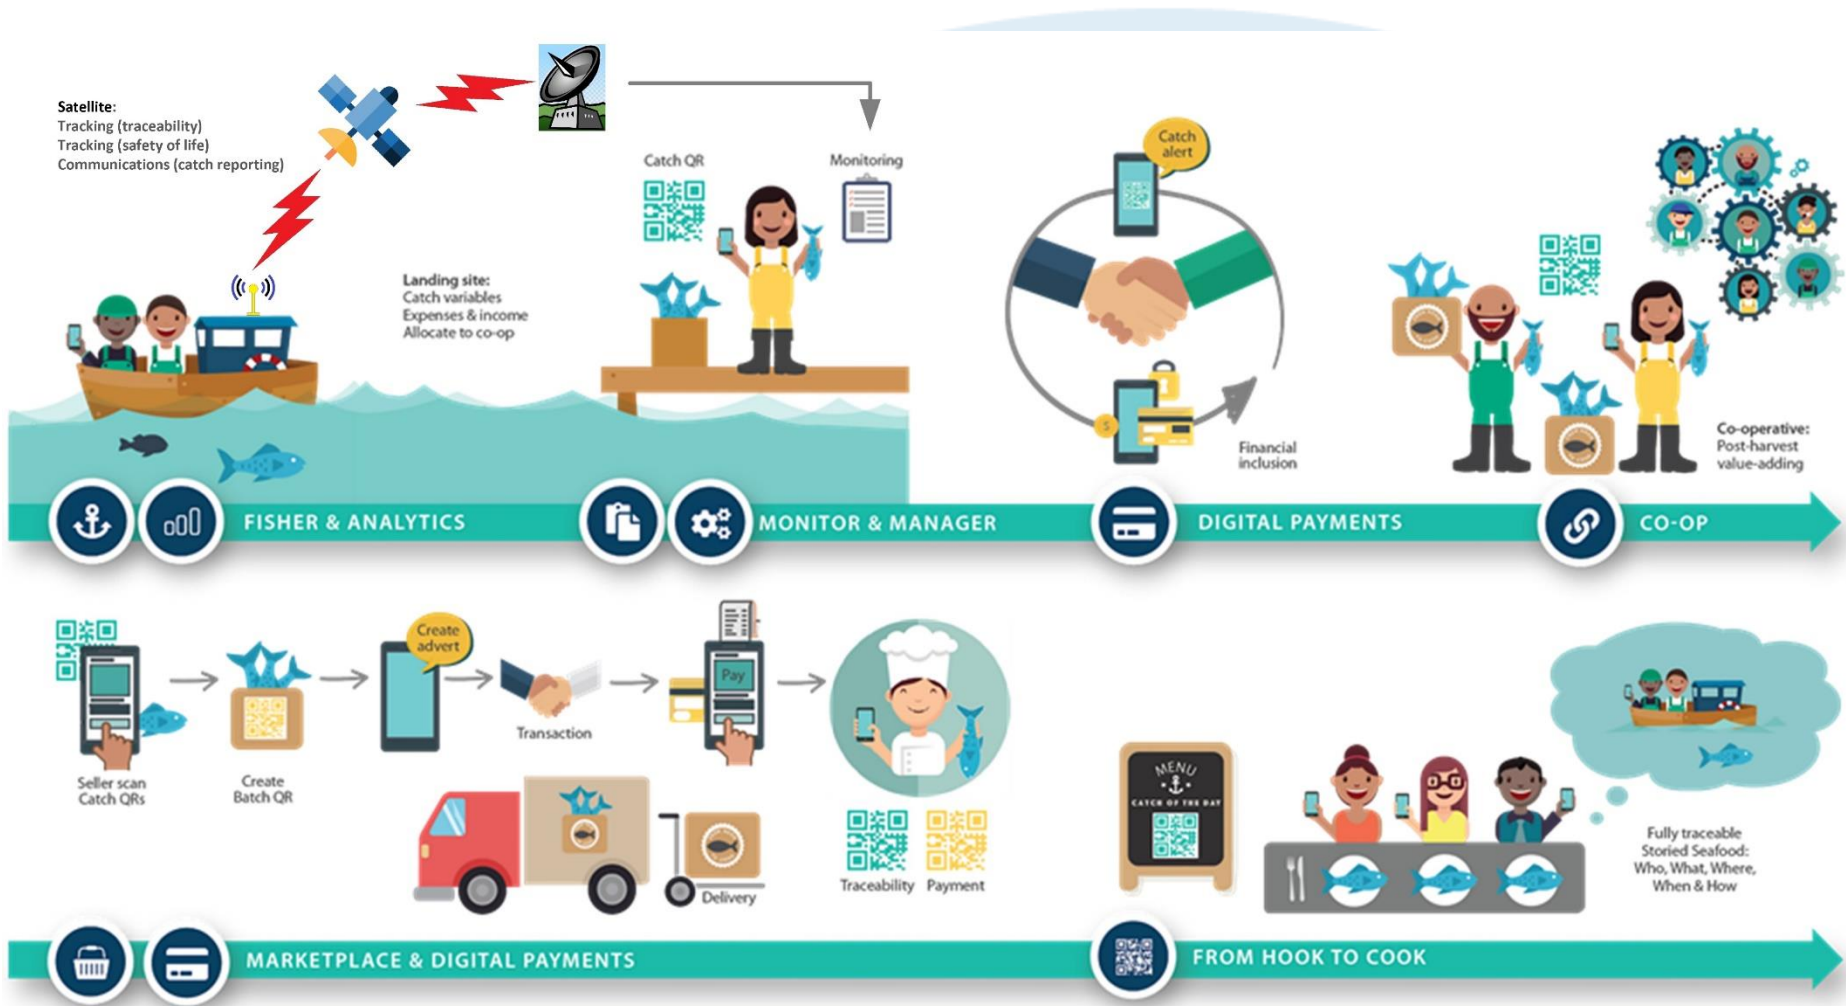 Satellite:
Tracking (traceability)
Tracking (safety of life)
Communications (catch reporting)
Catch QR
Monitoring
Landing site:
Catch variables
Expenses & income
Allocate to co-op
Catch
alert
$
Financial
inclusion
Co-operative:
Post-harvest
value-adding
FISHER & ANALYTICS
MONITOR & MANAGER
DIGITAL PAYMENTS
CO-OP
Seller scan
Catch QRs
Create
Batch QR
Create
advert
Transaction
Pay
Delivery
Traceability
Payment
MENU
CATCH OF THE DAY
Fully traceable
Storied Seafood:
Who, What, Where,
When & How
MARKETPLACE & DIGITAL PAYMENTS
FROM HOOK TO COOK